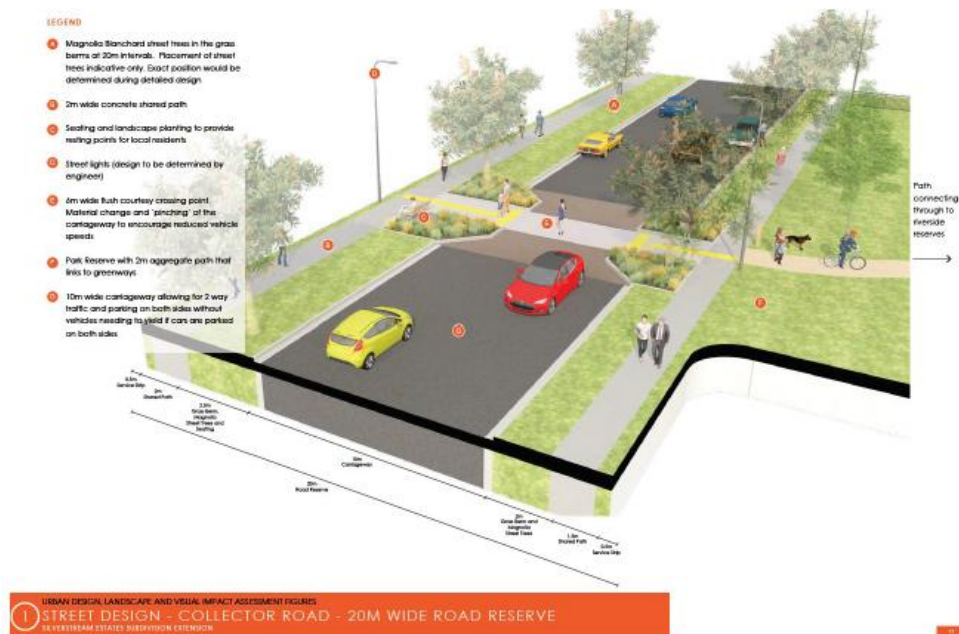 LEGEND
A
Magnolia Blanchard street trees in the grass
berms at 20m intervals. Placement of street
trees indicative only. Exact position would be
determined during detailed design
B
2m wide concrete shared path
C
Seating and landscape planting to provide
resting points for local residents
D
Street lights (design to be determined by
engineer)
E
6m wide flush courtesy crossing point.
Material change and 'pinching' of the
carriageway to encourage reduced vehicle
speeds
F
Park Reserve with 2m aggregate path that
links to greenways
G
10m wide carriageway allowing for 2 way
traffic and parking on both sides without
vehicles needing to yield if cars are parked
on both sides
D
A
C
E
B
F
G
Path
connecting
through to
riverside
reserves
0.5m
Service Strip
2m
Shared Path
Grass Berm,
Magnolia
Street Trees and
Seating
10m
Carriageway
20m
Road Reserve
Grass Berm and
Magnolia
Street Trees
Shared Path
0.5m
Service Strip
URBAN DESIGN, LANDSCAPE AND VISUAL IMPACT ASSESSMENT FIGURES
1 STREET DESIGN - COLLECTOR ROAD - 20M WIDE ROAD RESERVE
SILVERSTREAM ESTATES SUBDIVISION EXTENSION